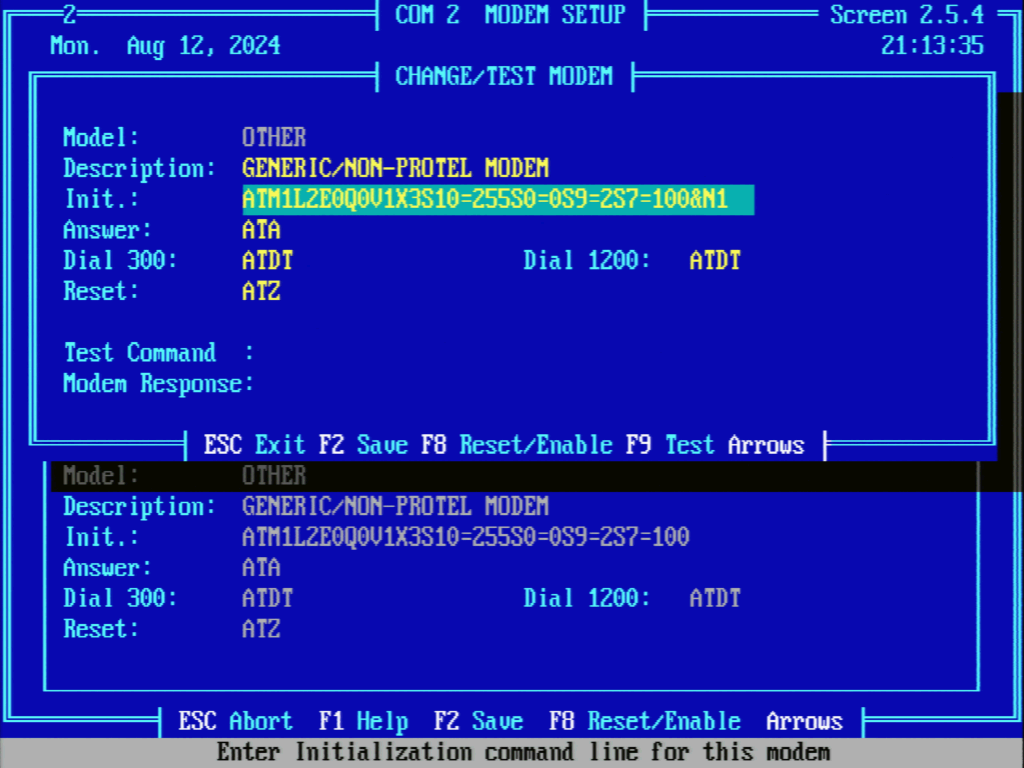 2 COM 2  MODEM SETUP Screen 2.5.4
Mon.  Aug 12, 2024 21:13:35
CHANGE/TEST MODEM
Model: OTHER
Description: GENERIC/NON-PROTEL MODEM
Init.: ATM1L2E0Q0V1X3S10=255S0=0S9=2S7=100&N1
Answer: ATA
Dial 300: ATDT Dial 1200: ATDT
Reset: ATZ
Test Command  :
Modem Response:
ESC Exit F2 Save F8 Reset/Enable F9 Test Arrows
Model: OTHER
Description: GENERIC/NON-PROTEL MODEM
Init.: ATM1L2E0Q0V1X3S10=255S0=0S9=2S7=100
Answer: ATA
Dial 300: ATDT Dial 1200: ATDT
Reset: ATZ
ESC Abort  F1 Help  F2 Save  F8 Reset/Enable  Arrows
Enter Initialization command line for this modem